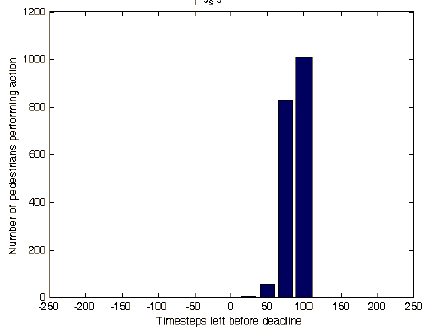 1200
1000
800
600
400
200
0
Number of pedestrians performing action
-250 -200 -150 -100 -50 0 50 100 150 200 250
Timesteps left before deadline